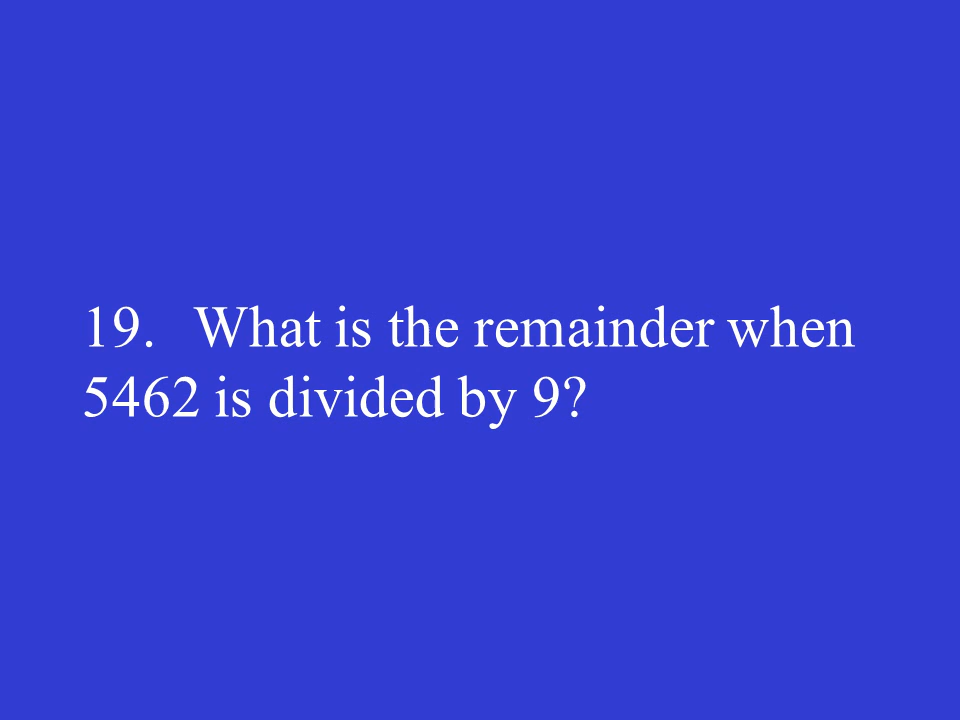 19. What is the remainder when
5462 is divided by 9?